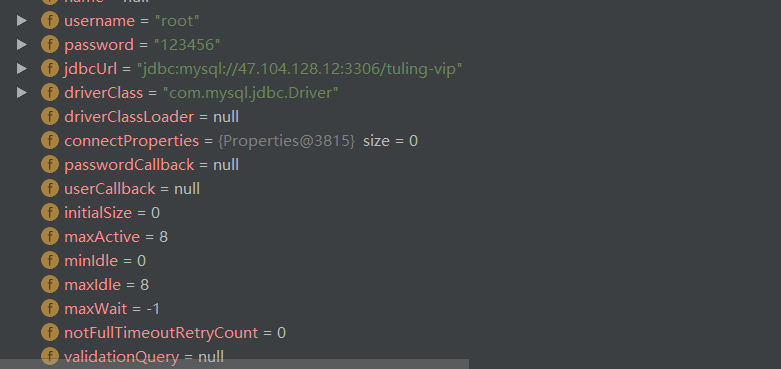 name = null
f username = "root"
f password = "123456"
f jdbcUrl = "jdbc:mysql://47.104.128.12:3306/tuling-vip"
f driverClass = "com.mysql.jdbc.Driver"
f driverClassLoader = null
f connectProperties = {Properties@3815} size = 0
f passwordCallback = null
f userCallback = null
f initialSize = 0
f maxActive = 8
f minIdle = 0
f maxIdle = 8
f maxWait = -1
f notFullTimeoutRetryCount = 0
f validationQuery = null